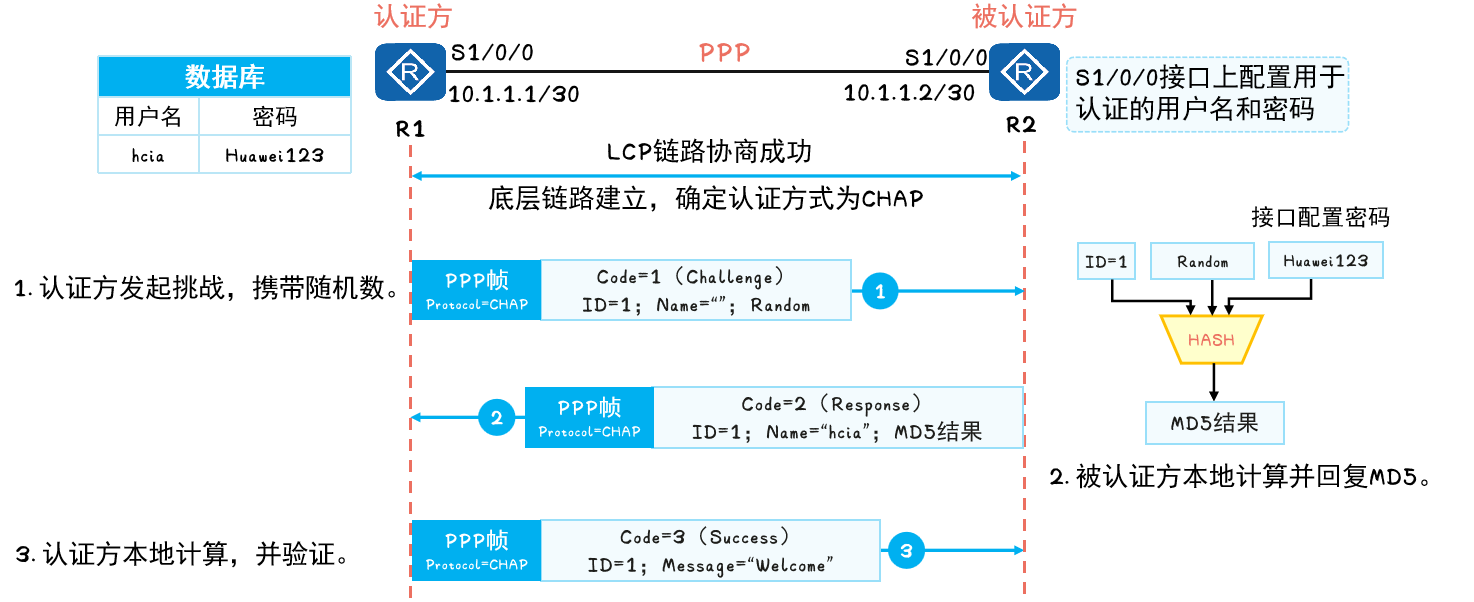 认证方
被认证方
S1/0/0
PPP
S1/0/0
R
R
10.1.1.1/30
10.1.1.2/30
R1
R2
数据库
用户名 密码
hcia Huawei123
S1/0/0接口上配置用于
认证的用户名和密码
LCP链路协商成功
底层链路建立，确定认证方式为CHAP
1. 认证方发起挑战，携带随机数。
PPP帧
Protocol=CHAP
Code=1（Challenge）
ID=1；Name=“”；Random
1
接口配置密码
ID=1
Random
Huawei123
HASH
MD5结果
2. 被认证方本地计算并回复MD5。
2
PPP帧
Protocol=CHAP
Code=2（Response）
ID=1；Name=“hcia”；MD5结果
3. 认证方本地计算，并验证。
PPP帧
Protocol=CHAP
Code=3（Success）
ID=1；Message=“Welcome”
3